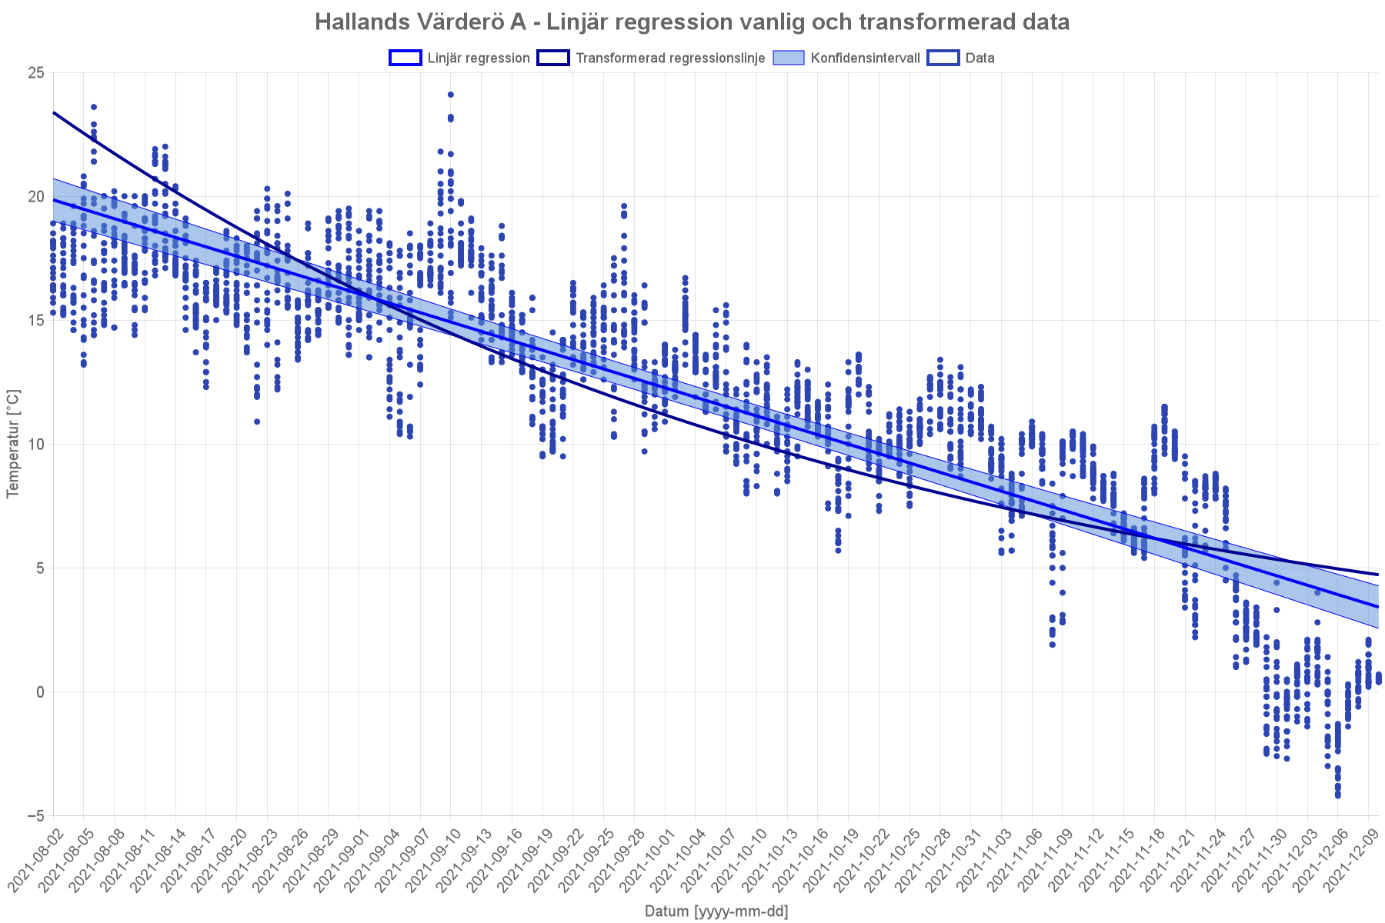 Hallands Värderö A - Linjär regression vanlig och transformerad data
Linjär regression Transformerad regressionslinje Konfidensintervall Data
25
20
15
10
5
0
−5
Temperatur [°C]
2021-08-02 2021-08-05 2021-08-08 2021-08-11 2021-08-14 2021-08-17 2021-08-20 2021-08-23 2021-08-26 2021-08-29 2021-09-01 2021-09-04 2021-09-07 2021-09-10 2021-09-13 2021-09-16 2021-09-19 2021-09-22 2021-09-25 2021-09-28 2021-10-01 2021-10-04 2021-10-07 2021-10-10 2021-10-13 2021-10-16 2021-10-19 2021-10-22 2021-10-25 2021-10-28 2021-10-31 2021-11-03 2021-11-06 2021-11-09 2021-11-12 2021-11-15 2021-11-18 2021-11-21 2021-11-24 2021-11-27 2021-11-30 2021-12-03 2021-12-06 2021-12-09
Datum [yyyy-mm-dd]